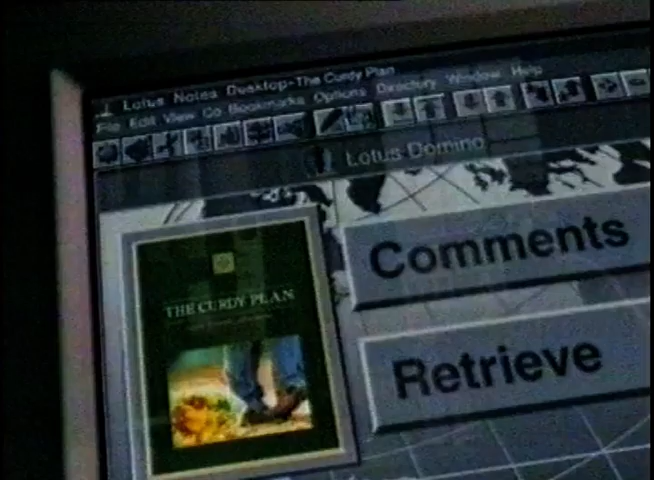 Lotus Notes Desktop-The Curdy Plan
File Edit View Go Bookmarks Options Directory Window Help
Lotus Domino
Comments
THE CURDY PLAN
Retrieve